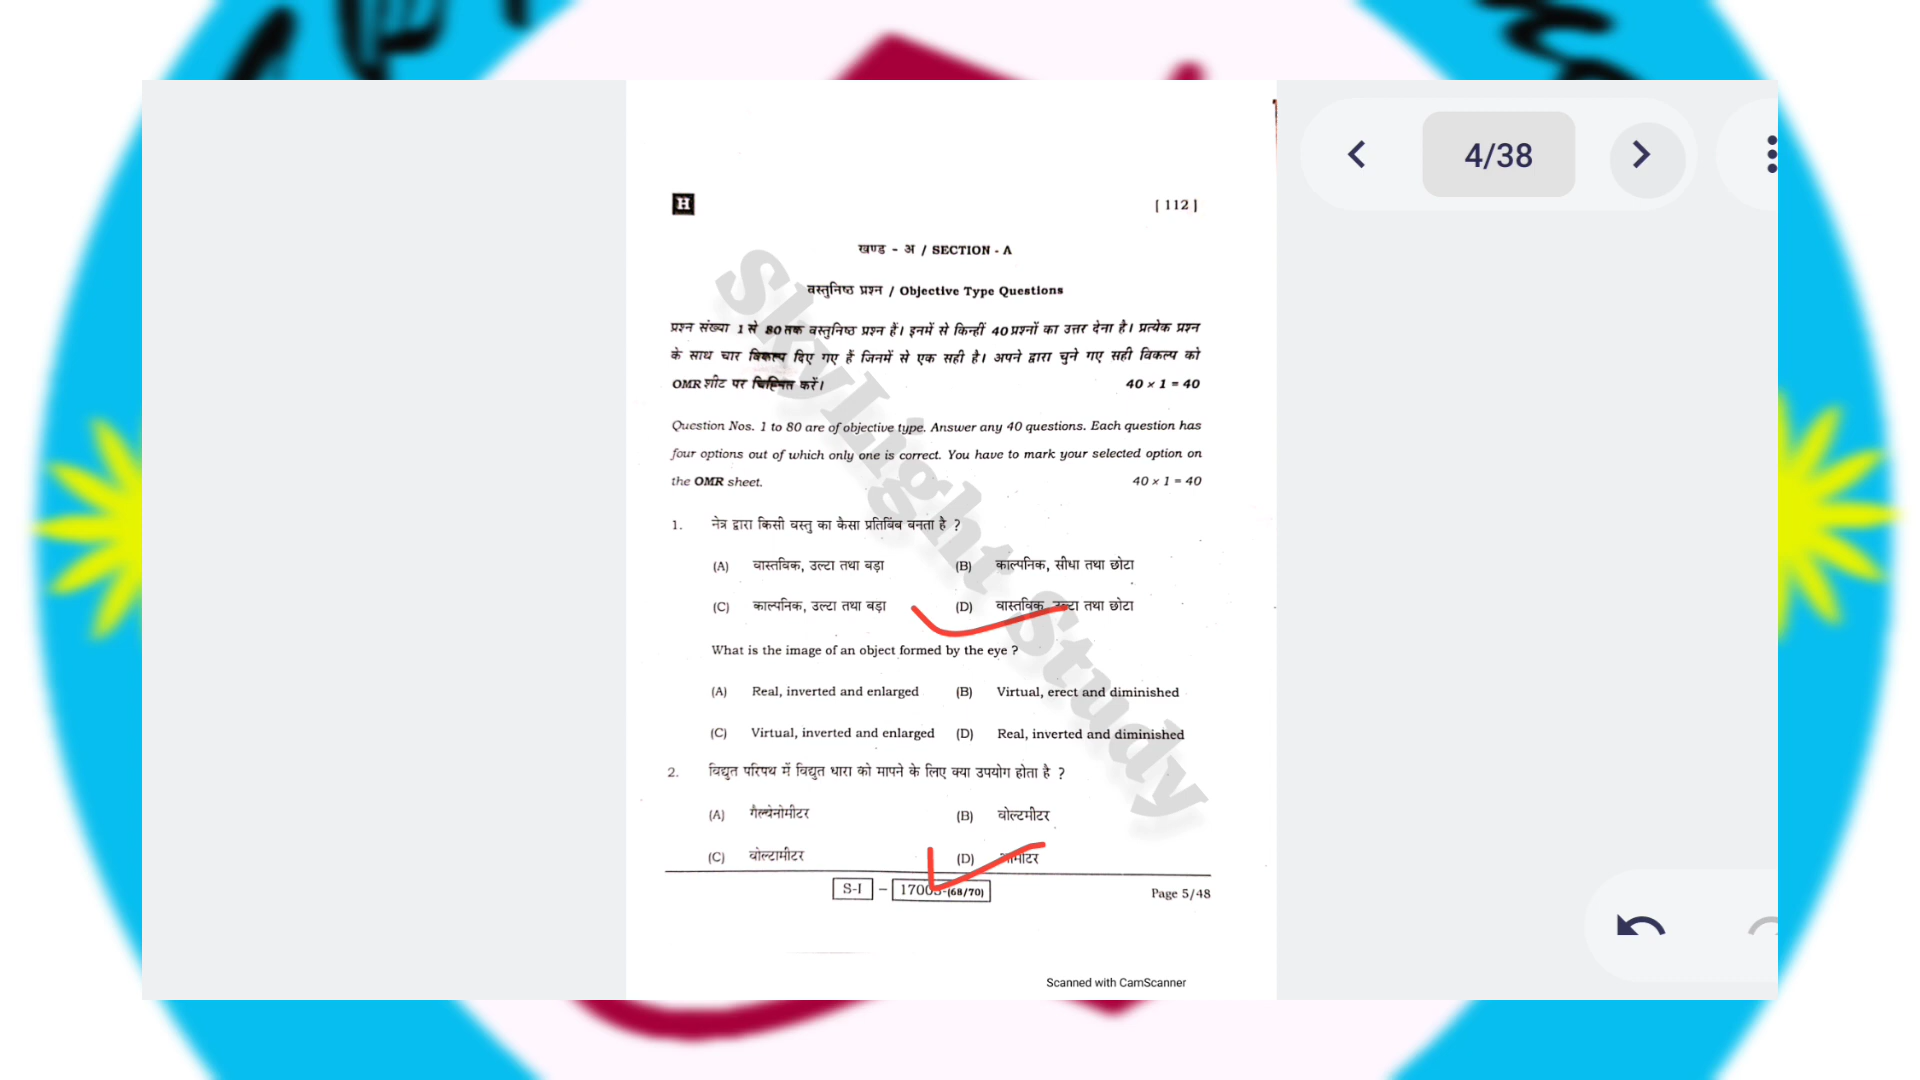 4/38
H
[ 112 ]
खण्ड - अ / SECTION - A
वस्तुनिष्ठ प्रश्न / Objective Type Questions
प्रश्न संख्या 1 से 80 तक वस्तुनिष्ठ प्रश्न हैं। इनमें से किन्हीं 40 प्रश्नों का उत्तर देना है। प्रत्येक प्रश्न
के साथ चार विकल्प दिए गए हैं जिनमें से एक सही है। अपने द्वारा चुने गए सही विकल्प को
OMR शीट पर चिह्नित करें। 40 × 1 = 40
Question Nos. 1 to 80 are of objective type. Answer any 40 questions. Each question has
four options out of which only one is correct. You have to mark your selected option on
the OMR sheet. 40 × 1 = 40
1. नेत्र द्वारा किसी वस्तु का कैसा प्रतिबिंब बनता है ?
(A) वास्तविक, उल्टा तथा बड़ा (B) काल्पनिक, सीधा तथा छोटा
(C) काल्पनिक, उल्टा तथा बड़ा (D) वास्तविक, उल्टा तथा छोटा
What is the image of an object formed by the eye ?
(A) Real, inverted and enlarged (B) Virtual, erect and diminished
(C) Virtual, inverted and enlarged (D) Real, inverted and diminished
2. विद्युत परिपथ में विद्युत धारा को मापने के लिए क्या उपयोग होता है ?
(A) गैल्वेनोमीटर (B) वोल्टमीटर
(C) वोल्टामीटर (D)
S-I – (68/70) Page 5/48
SkyLight Study
Scanned with CamScanner